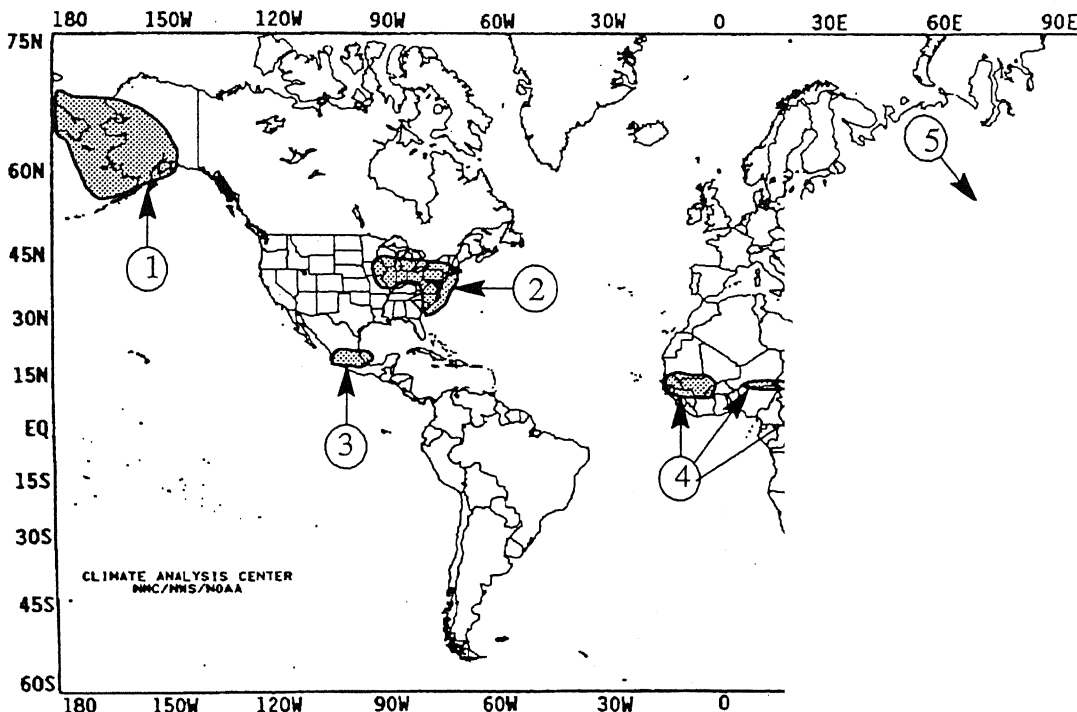 180 150W 120W 90W 60W 30W 0 30E 60E 90E
75N
5
60N
1
45N
2
30N
15N
EQ
3
4
15S
30S
CLIMATE ANALYSIS CENTER
NMC/NWS/NOAA
45S
60S
180 150W 120W 90W 60W 30W 0